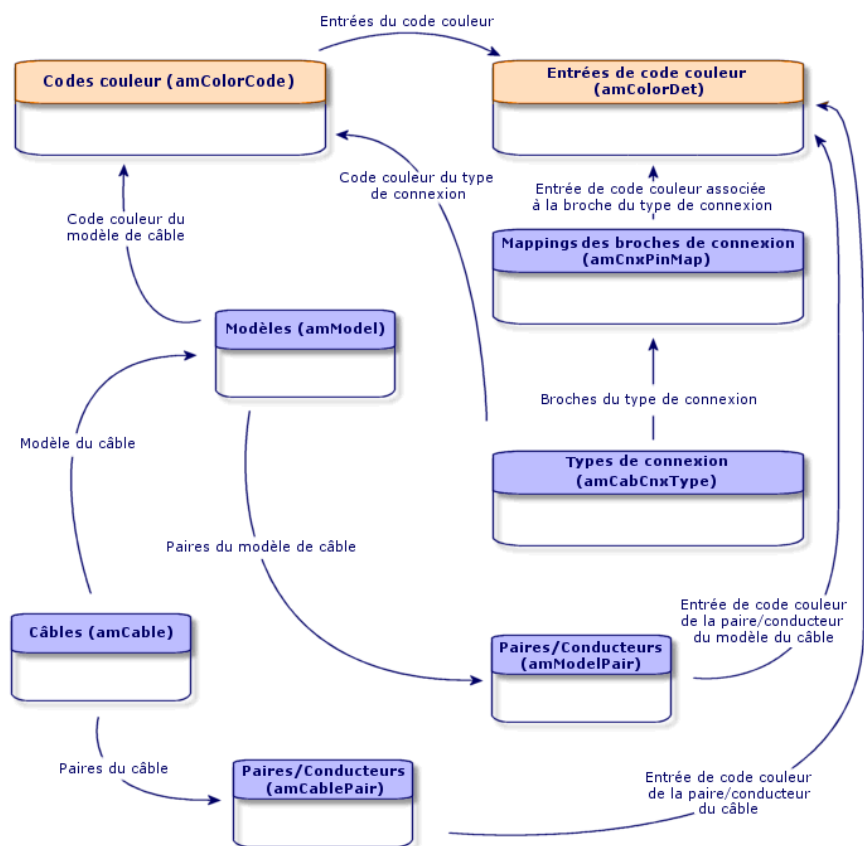 Entrées du code couleur
Codes couleur (amColorCode)
Entrées de code couleur
(amColorDet)
Code couleur du type
de connexion
Entrée de code couleur associée
à la broche du type de connexion
Code couleur du
modèle de câble
Mappings des broches de connexion
(amCnxPinMap)
Modèles (amModel)
Broches du type de connexion
Modèle du câble
Types de connexion
(amCabCnxType)
Paires du modèle de câble
Entrée de code couleur
de la paire/conducteur
du modèle du câble
Câbles (amCable)
Paires/Conducteurs
(amModelPair)
Paires du câble
Paires/Conducteurs
(amCablePair)
Entrée de code couleur
de la paire/conducteur
du câble